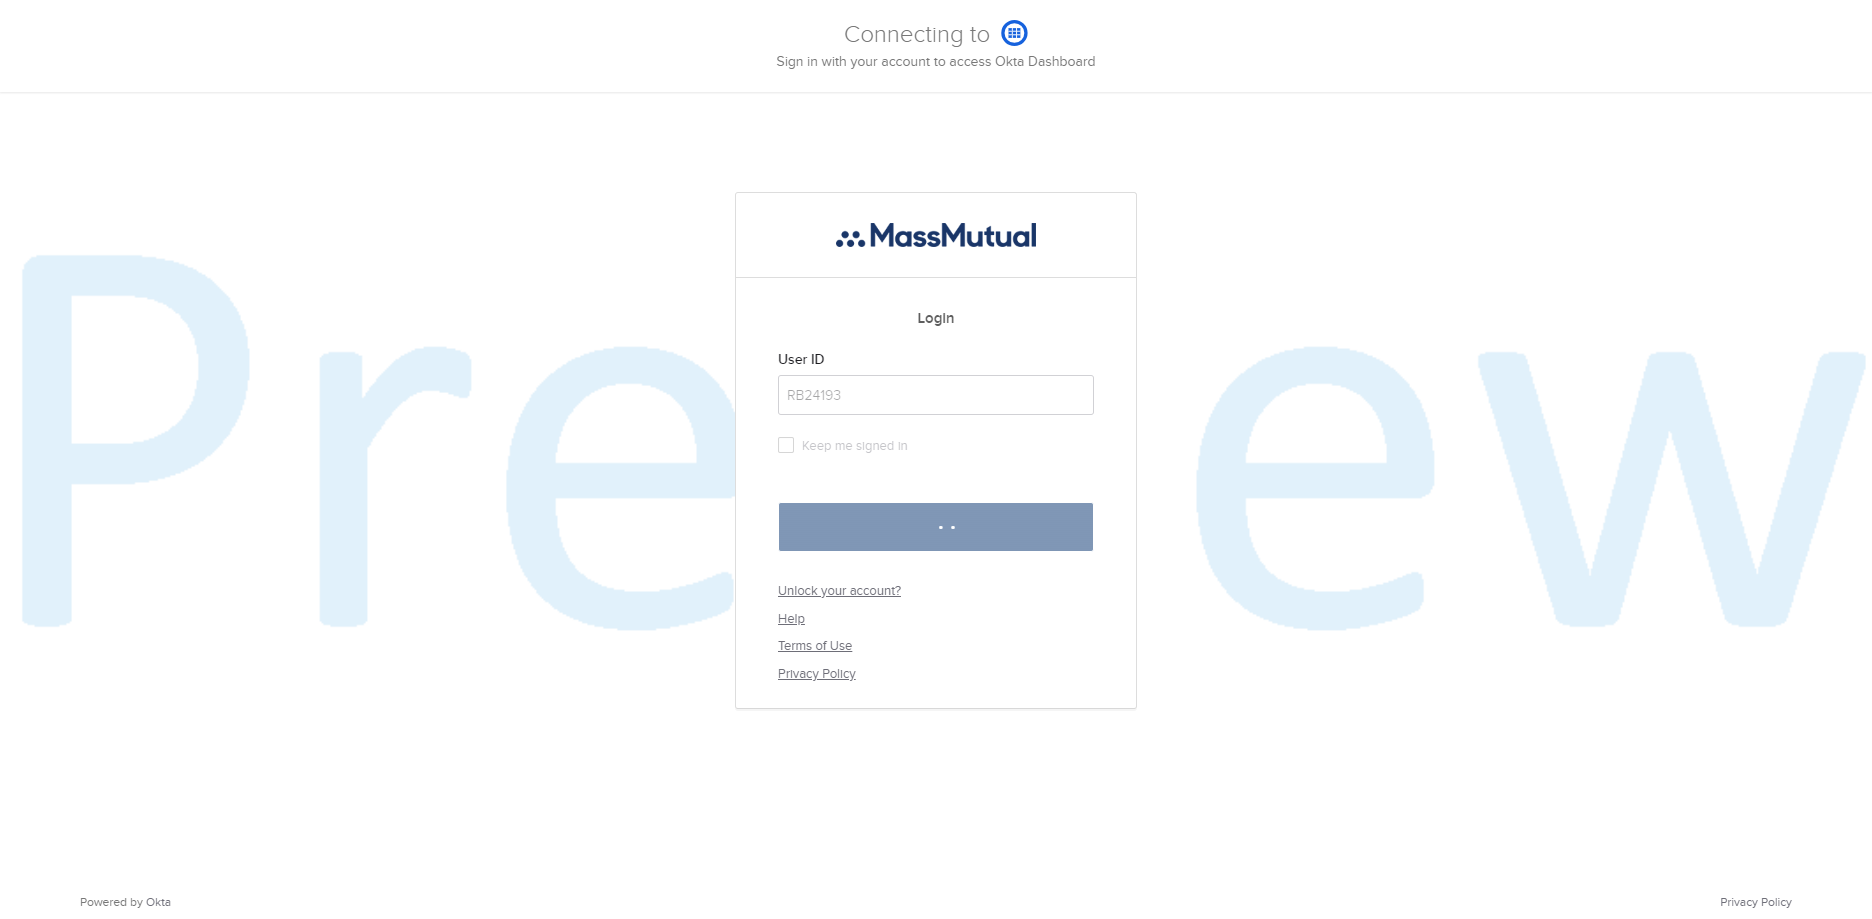 Connecting to
Sign in with your account to access Okta Dashboard
Preview
MassMutual
Login
User ID
RB24193
Keep me signed in
Unlock your account?
Help
Terms of Use
Privacy Policy
Powered by Okta
Privacy Policy